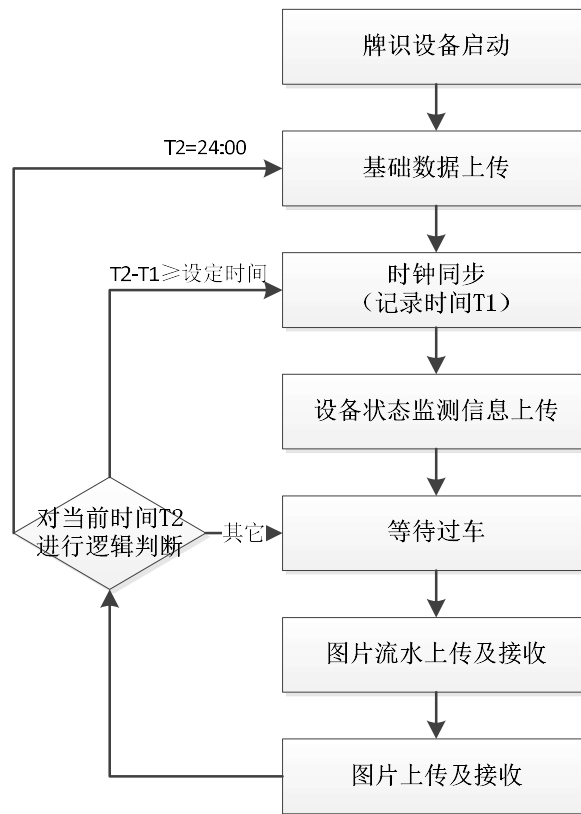 牌识设备启动
T2=24:00
基础数据上传
T2-T1≥设定时间
时钟同步
（记录时间T1）
设备状态监测信息上传
对当前时间T2
进行逻辑判断
其它
等待过车
图片流水上传及接收
图片上传及接收